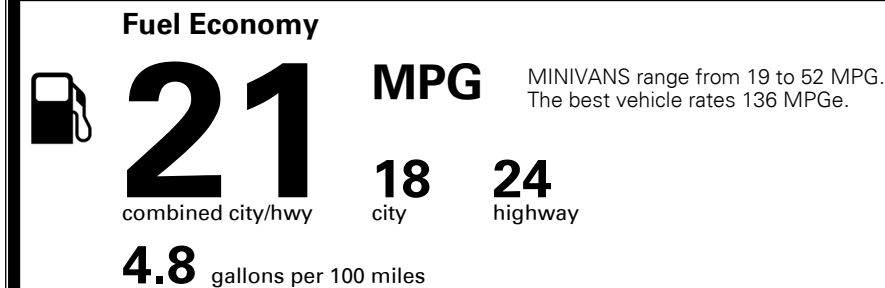 Fuel Economy
21 MPG
MINIVANS range from 19 to 52 MPG.
The best vehicle rates 136 MPGe.
18 24
combined city/hwy city highway
4.8 gallons per 100 miles